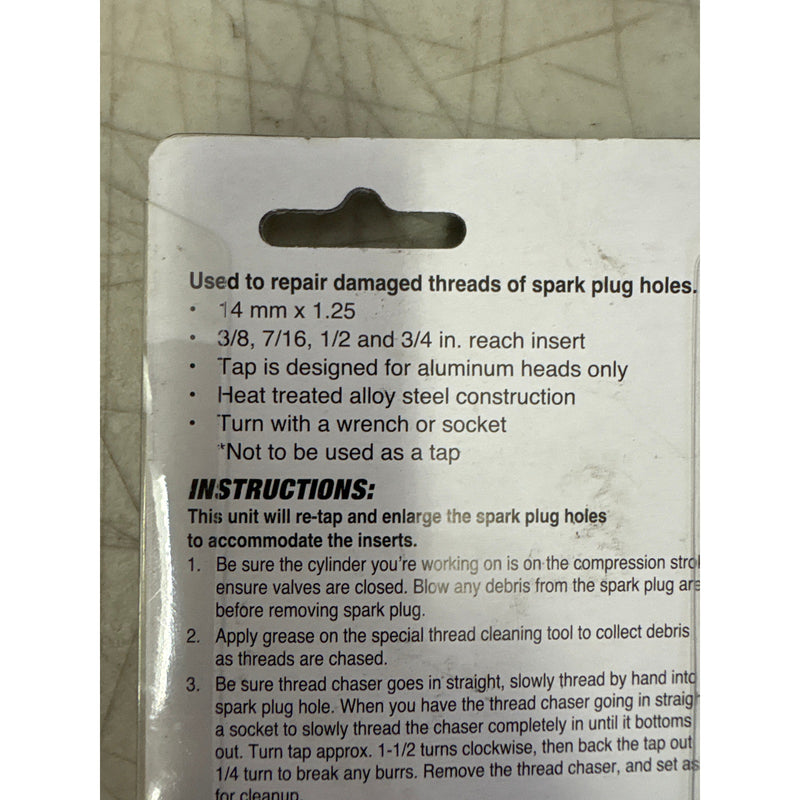 Used to repair damaged threads of spark plug holes.
• 14 mm x 1.25
• 3/8, 7/16, 1/2 and 3/4 in. reach insert
• Tap is designed for aluminum heads only
• Heat treated alloy steel construction
• Turn with a wrench or socket
*Not to be used as a tap
INSTRUCTIONS:
This unit will re-tap and enlarge the spark plug holes
to accommodate the inserts.
1. Be sure the cylinder you're working on is on the compression
ensure valves are closed. Blow any debris from the spark plug
before removing spark plug.
2. Apply grease on the special thread cleaning tool to collect debris
as threads are chased.
3. Be sure thread chaser goes in straight, slowly thread by hand
spark plug hole. When you have the thread chaser going in
a socket to slowly thread the chaser completely in until it bottoms
out. Turn tap approx. 1-1/2 turns clockwise, then back the tap out
1/4 turn to break any burrs. Remove the thread chaser, and set
for cleanup.